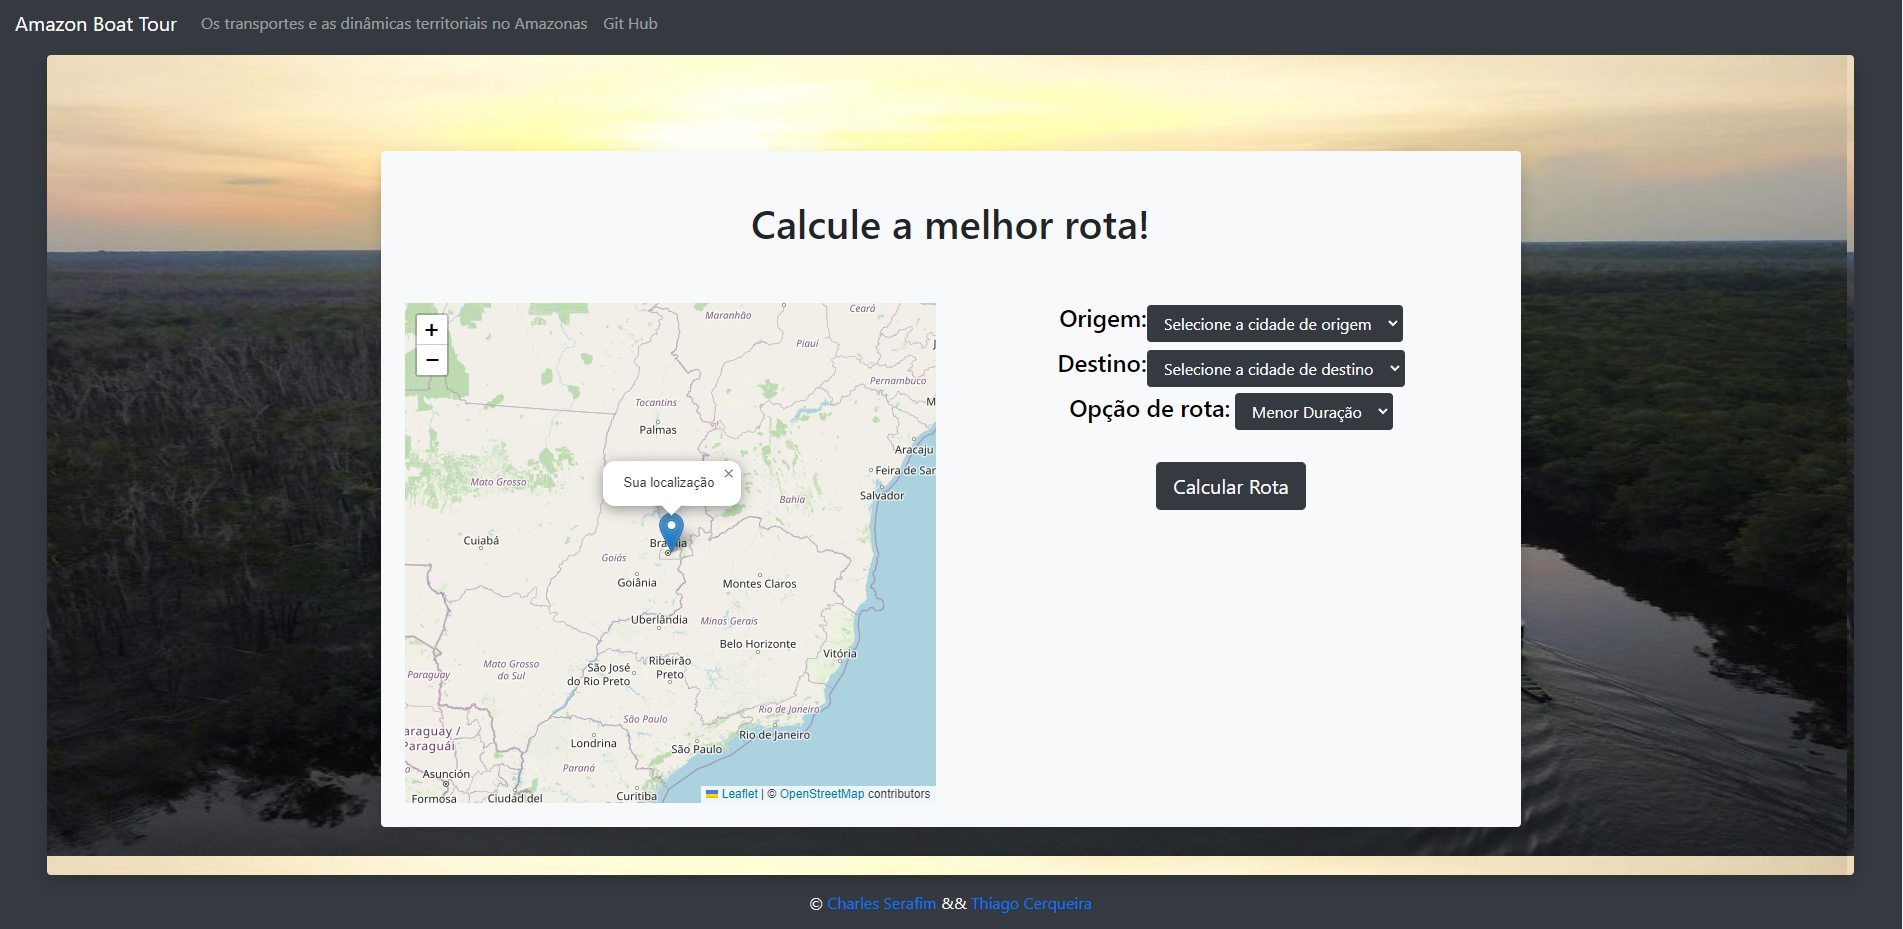 Amazon Boat Tour Os transportes e as dinâmicas territoriais no Amazonas Git Hub
Calcule a melhor rota!
+
−
Ceará
Maranhão
Piauí
Pernambuco
Tocantins
Palmas
Aracaju
Feira de San
Mato Grosso
Bahia
Salvador
Sua localização ×
Cuiabá
Goiás
Goiânia
Montes Claros
Uberlândia
Minas Gerais
Belo Horizonte
Vitória
Mato Grosso
do Sul
São José
do Rio Preto
Ribeirão
Preto
Paraguay
Rio de Janeiro
São Paulo
Rio de Janeiro
araguay /
Paraguái
Londrina
São Paulo
Paraná
Asunción
Formosa
Ciudad del
Curitiba
Leaflet | © OpenStreetMap contributors
Origem: Selecione a cidade de origem
Destino: Selecione a cidade de destino
Opção de rota: Menor Duração
Calcular Rota
© Charles Serafim && Thiago Cerqueira